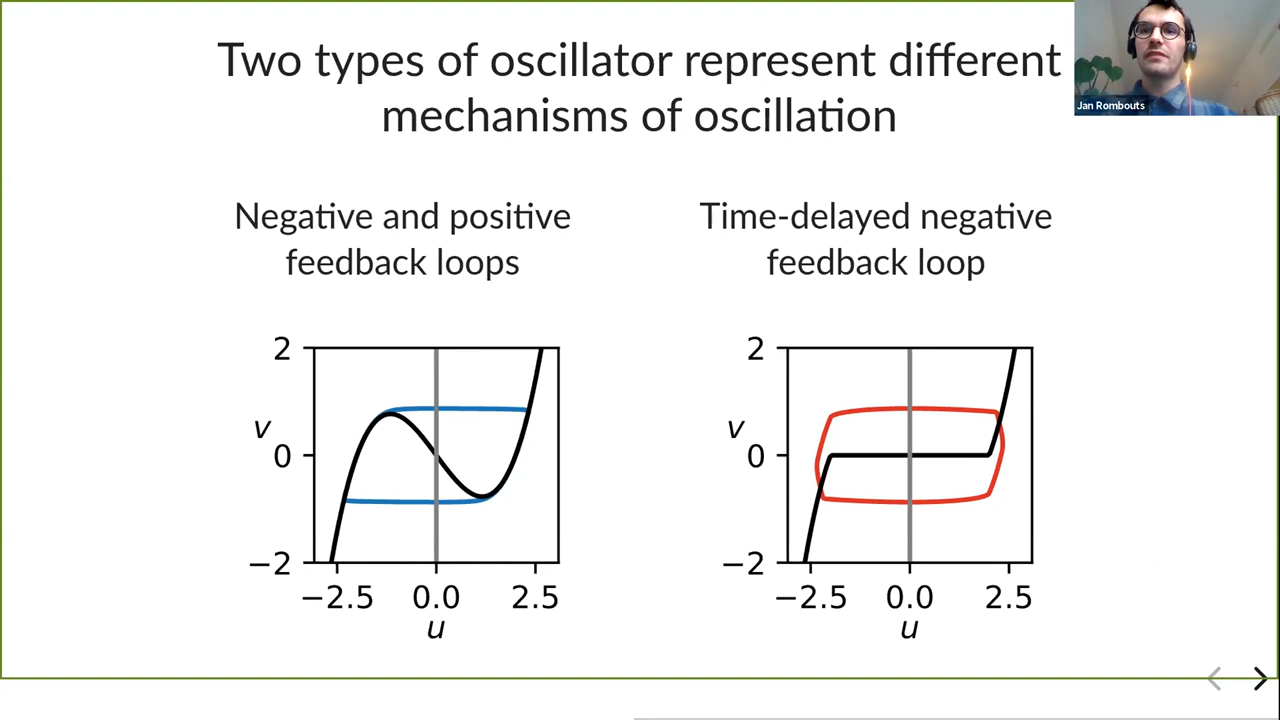 Two types of oscillator represent different
mechanisms of oscillation
Jan Rombouts
Negative and positive
feedback loops
Time-delayed negative
feedback loop
2
v
0
−2
−2.5 0.0 2.5
u
2
v
0
−2
−2.5 0.0 2.5
u